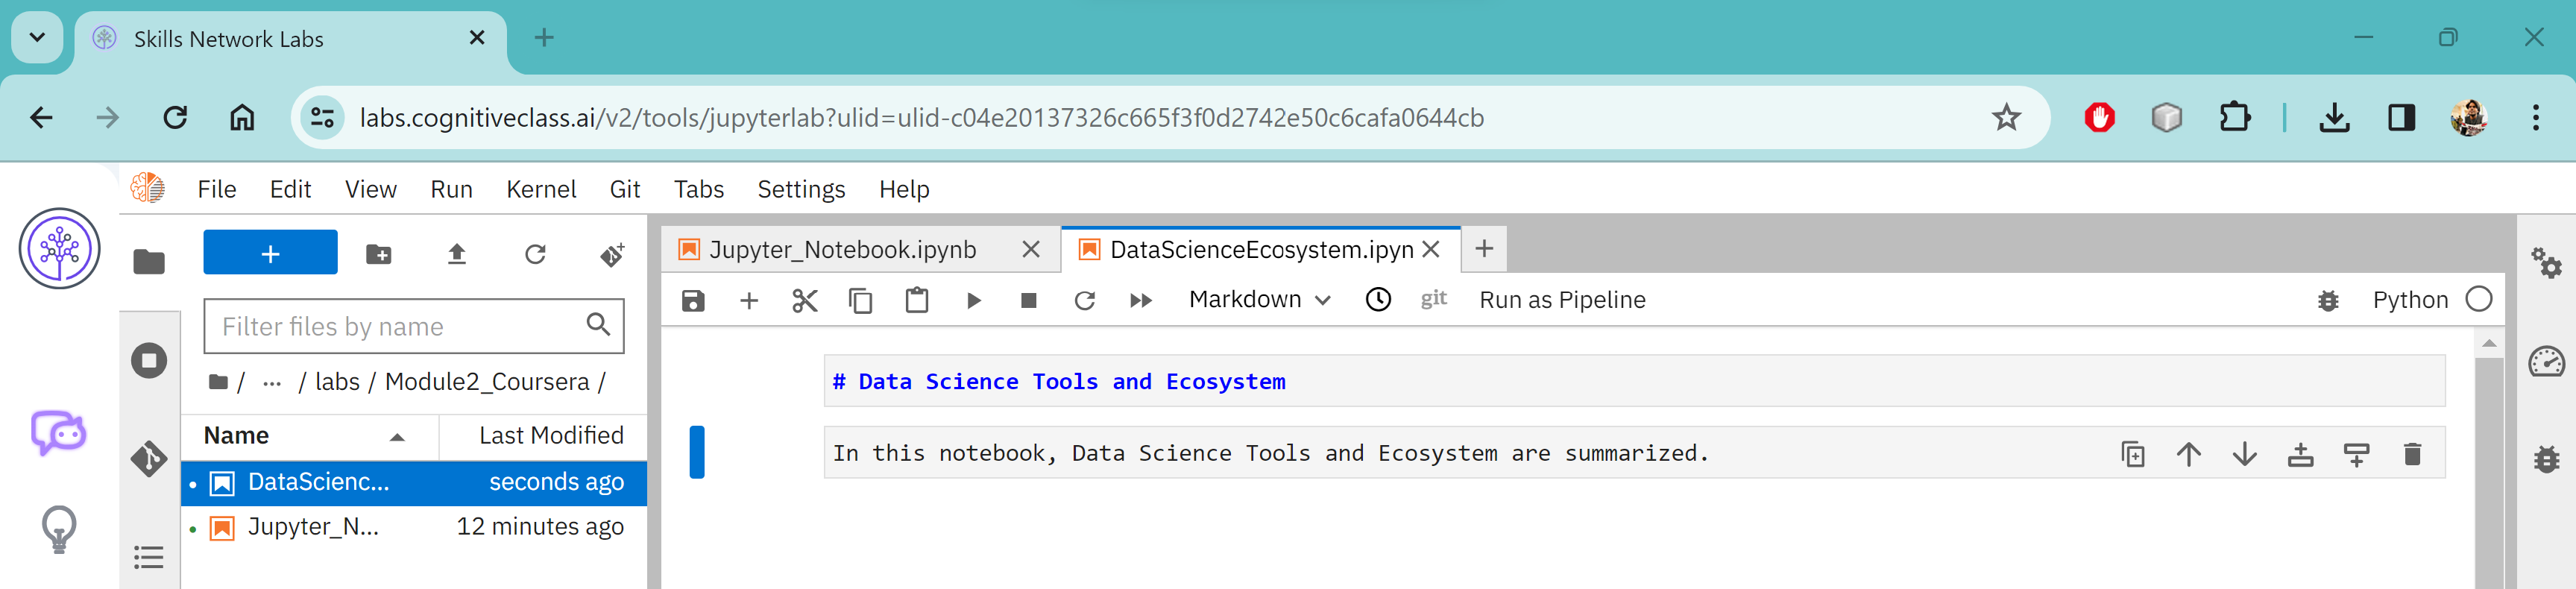 Skills Network Labs
labs.cognitiveclass.ai/v2/tools/jupyterlab?ulid=ulid-c04e20137326c665f3f0d2742e50c6cafa0644cb
File Edit View Run Kernel Git Tabs Settings Help
Jupyter_Notebook.ipynb DataScienceEcosystem.ipyn
Markdown git Run as Pipeline Python
Filter files by name
/ ... / labs / Module2_Coursera /
Name Last Modified
DataScienc... seconds ago
Jupyter_N... 12 minutes ago
# Data Science Tools and Ecosystem
In this notebook, Data Science Tools and Ecosystem are summarized.